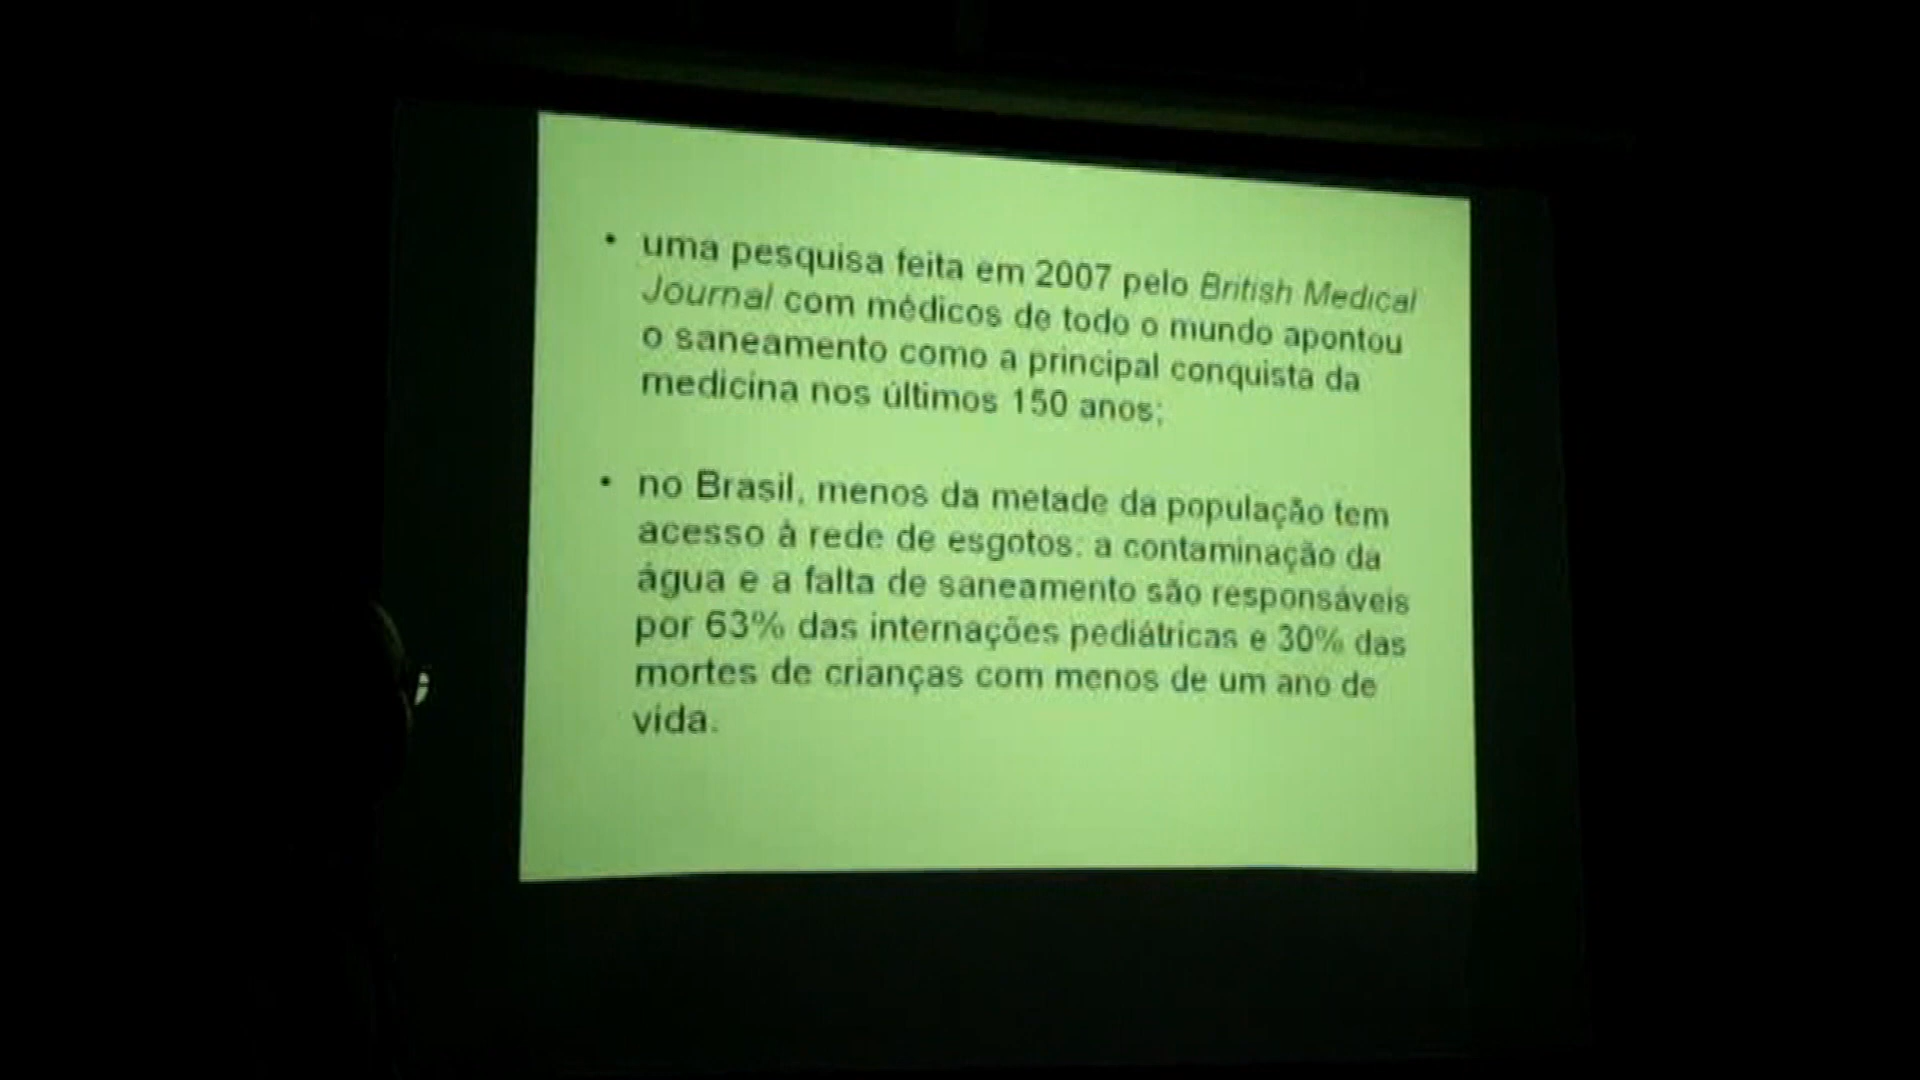 • uma pesquisa feita em 2007 pelo British Medical
Journal com médicos de todo o mundo apontou
o saneamento como a principal conquista da
medicina nos últimos 150 anos;
• no Brasil, menos da metade da população tem
acesso à rede de esgotos: a contaminação da
água e a falta de saneamento são responsáveis
por 63% das internações pediátricas e 30% das
mortes de crianças com menos de um ano de
vida.